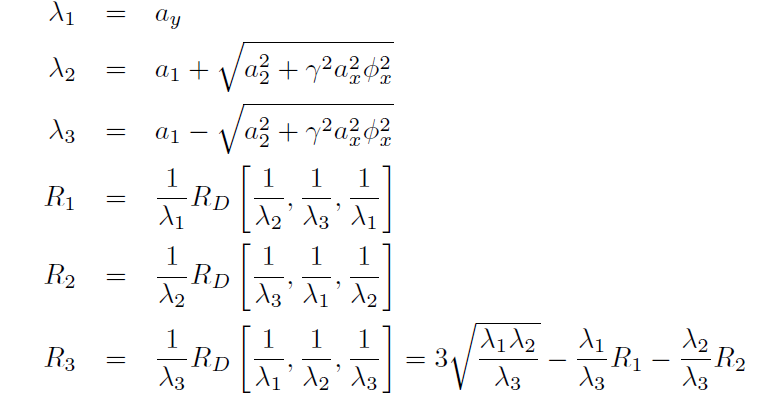 λ₁ = a_y
λ₂ = a₁ + √(a₂² + γ²a_x²ϕ_x²)
λ₃ = a₁ − √(a₂² + γ²a_x²ϕ_x²)
R₁ = 1/λ₁ R_D [1/λ₂, 1/λ₃, 1/λ₁]
R₂ = 1/λ₂ R_D [1/λ₃, 1/λ₁, 1/λ₂]
R₃ = 1/λ₃ R_D [1/λ₁, 1/λ₂, 1/λ₃] = 3√(λ₁λ₂/λ₃) − λ₁/λ₃ R₁ − λ₂/λ₃ R₂